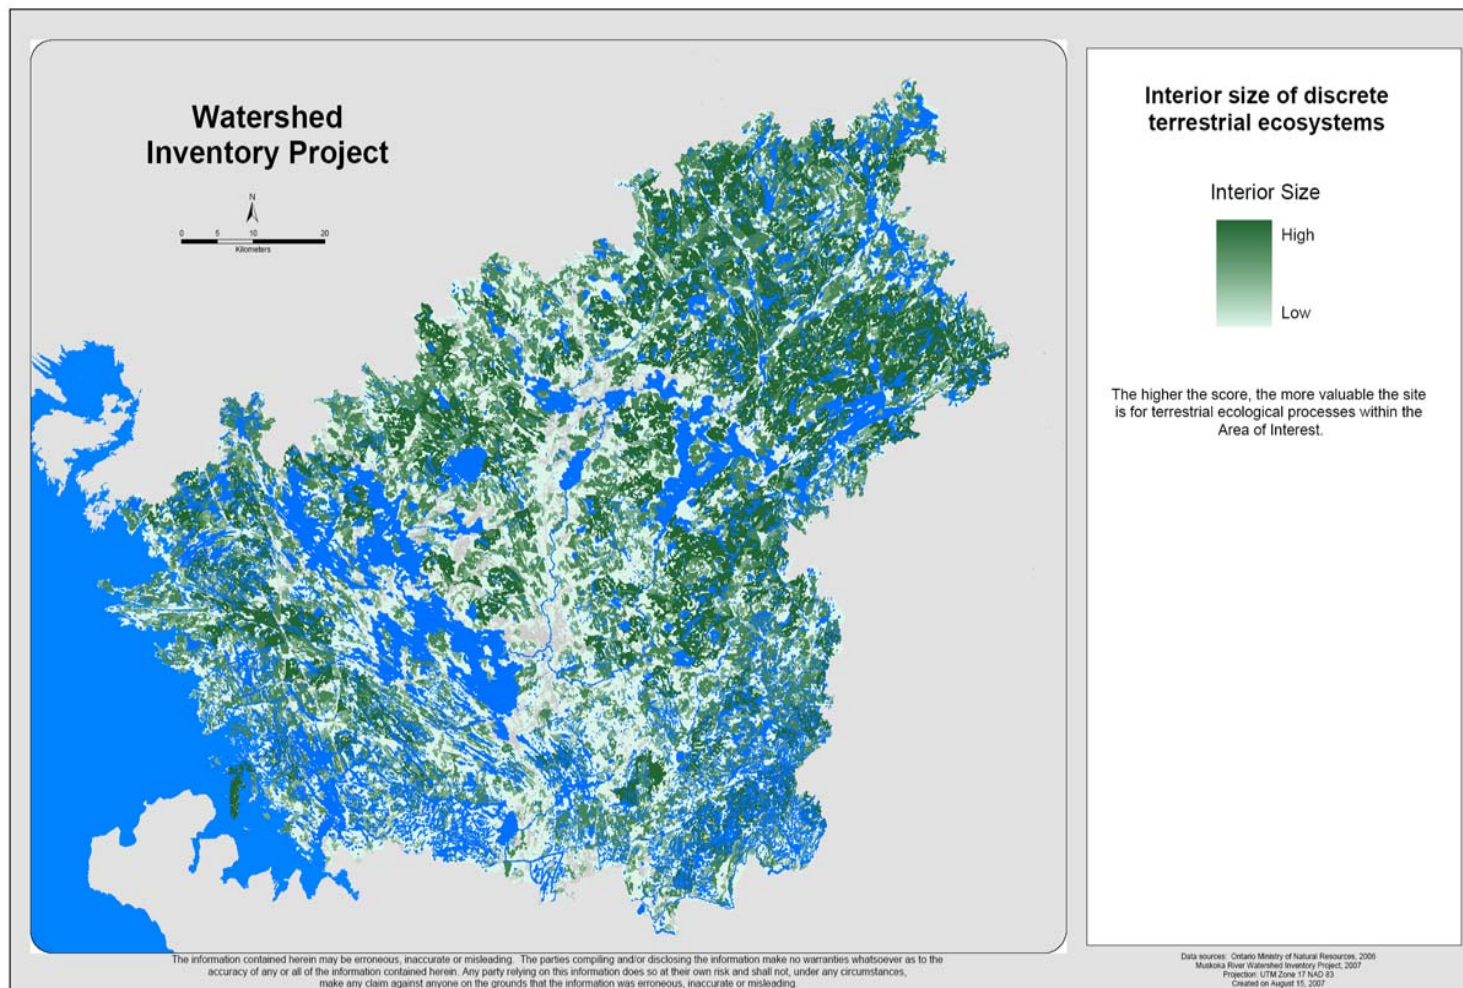 Watershed
Inventory Project
N
0 5 10 20
Kilometers
Interior size of discrete
terrestrial ecosystems
Interior Size
High
Low
The higher the score, the more valuable the site
is for terrestrial ecological processes within the
Area of Interest.
The information contained herein may be erroneous, inaccurate or misleading. The parties compiling and/or disclosing the information make no warranties whatsoever as to the
accuracy of any or all of the information contained herein. Any party relying on this information does so at their own risk and shall not, under any circumstances,
make any claim against anyone on the grounds that the information was erroneous, inaccurate or misleading.
Data sources: Ontario Ministry of Natural Resources, 2006
Muskoka River Watershed Inventory Project, 2007
Projection: UTM Zone 17 NAD 83
Created on August 15, 2007